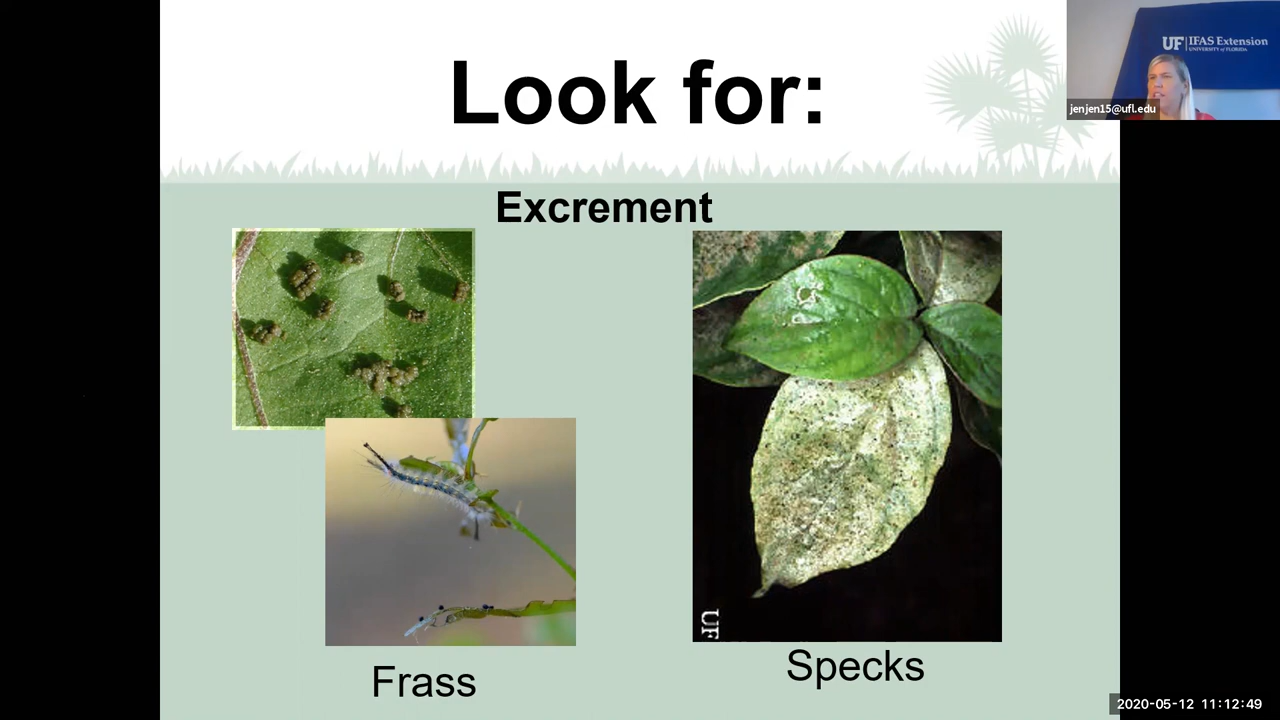 Look for:
UF IFAS Extension
UNIVERSITY of FLORIDA
jenjen15@ufl.edu
Excrement
UF
Frass
Specks
2020-05-12 11:12:49